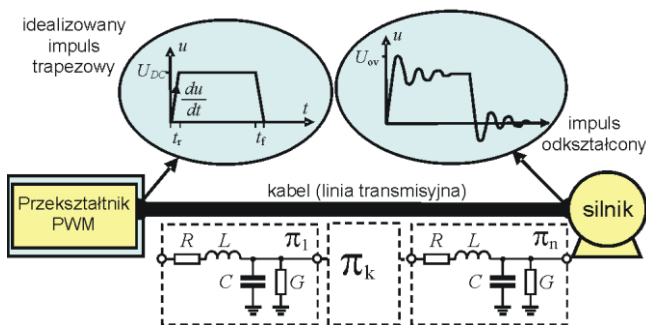 idealizowany
impuls
trapezowy
u
U_DC
du
dt
t
t_r
t_f
u
U_ov
impuls
odkształcony
Przekształtnik
PWM
kabel (linia transmisyjna)
silnik
R
L
π_1
C
G
π_k
R
L
π_n
C
G